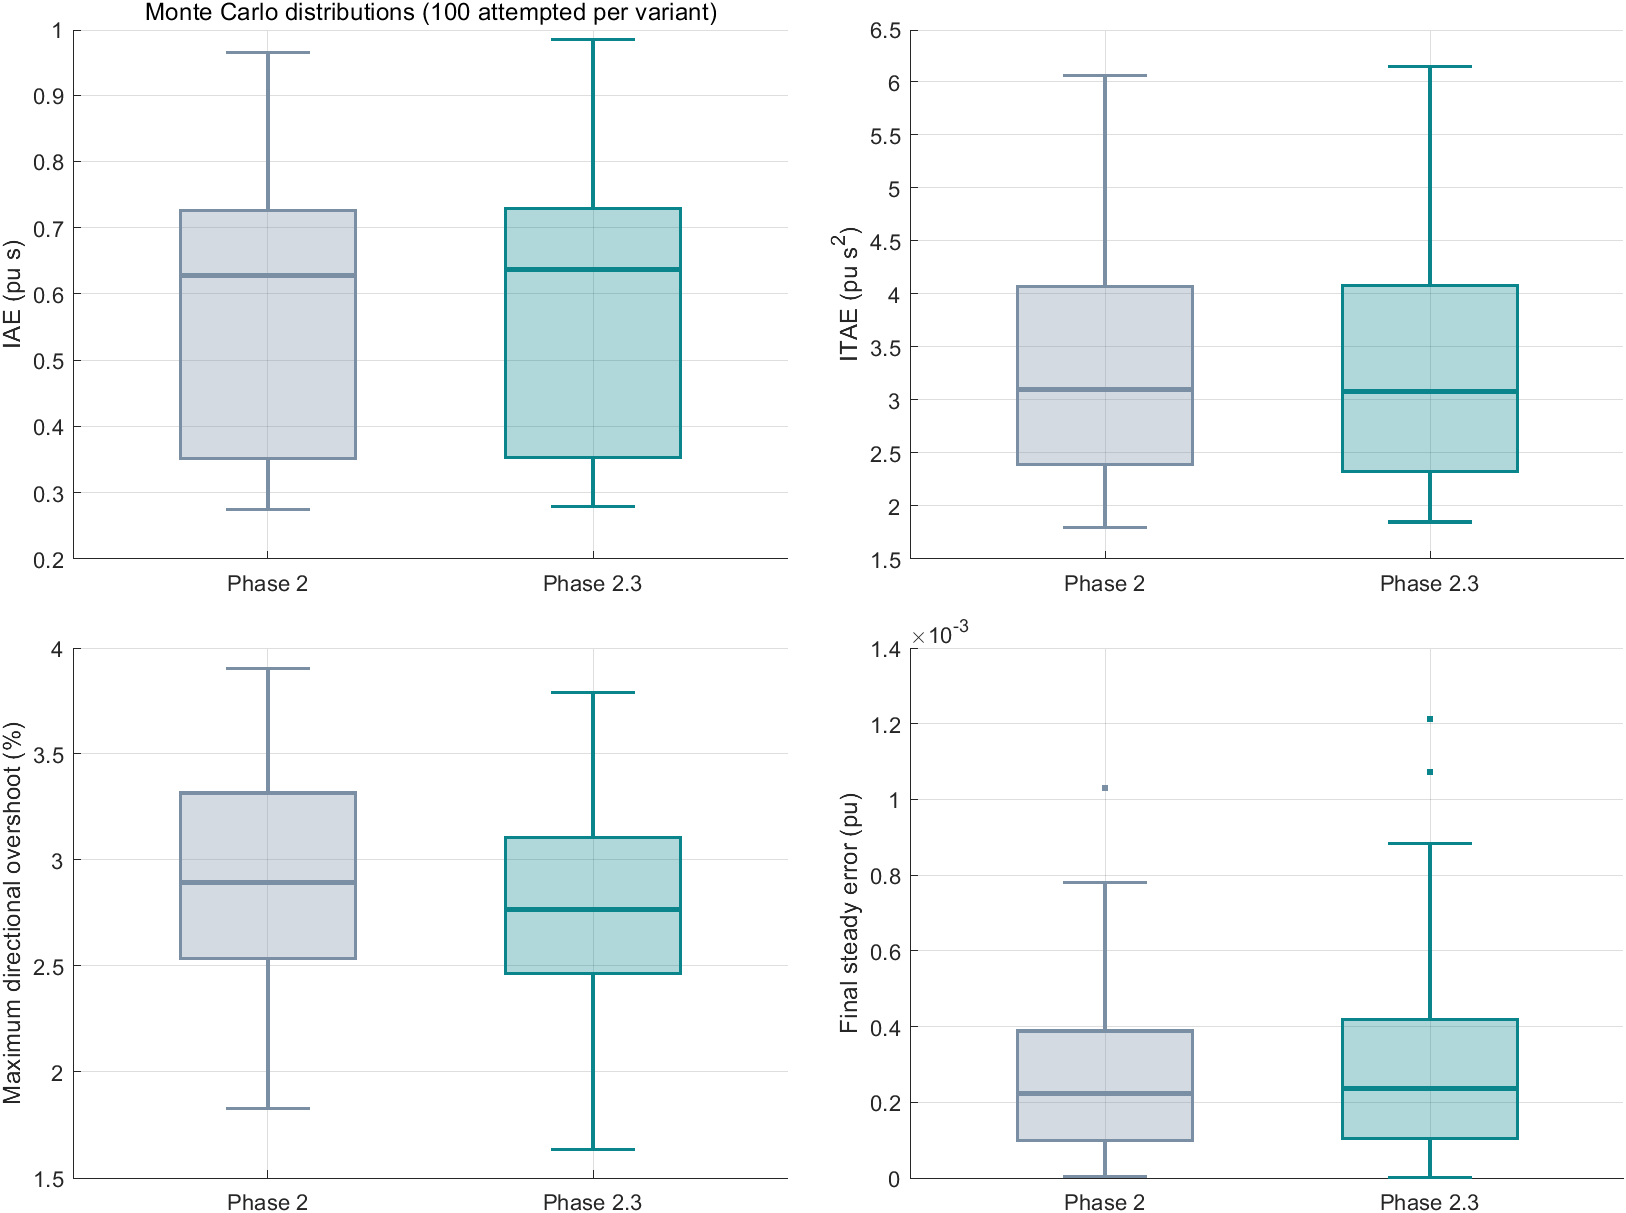 Monte Carlo distributions (100 attempted per variant)
1
0.9
0.8
0.7
0.6
0.5
0.4
0.3
0.2
IAE (pu s)
Phase 2
Phase 2.3
6.5
6
5.5
5
4.5
4
3.5
3
2.5
2
1.5
ITAE (pu s²)
Phase 2
Phase 2.3
4
3.5
3
2.5
2
1.5
Maximum directional overshoot (%)
Phase 2
Phase 2.3
×10⁻³
1.4
1.2
1
0.8
0.6
0.4
0.2
0
Final steady error (pu)
Phase 2
Phase 2.3